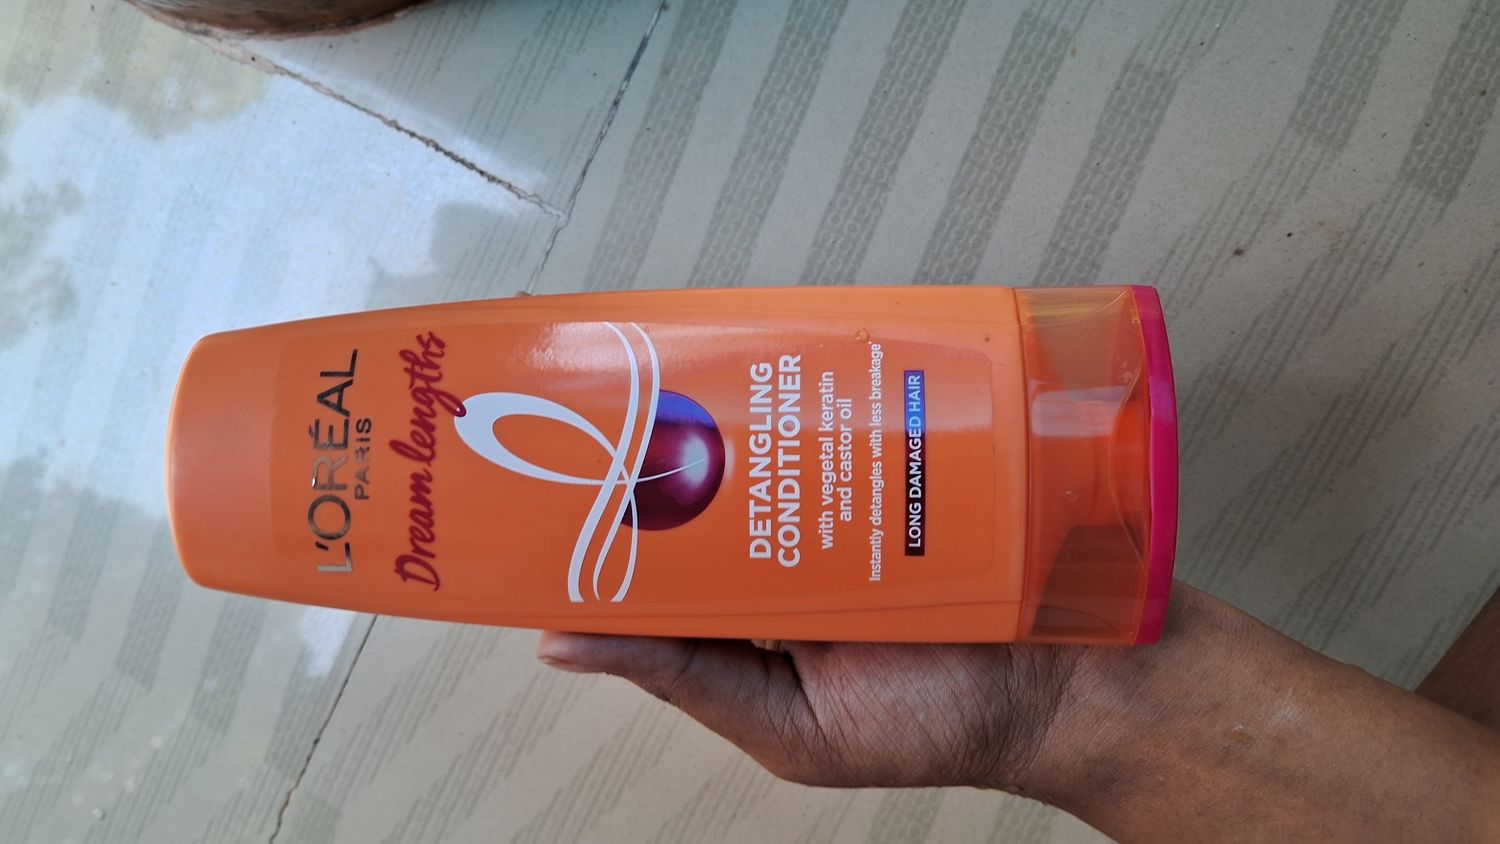 L'ORÉAL
PARIS
Dream lengths
DETANGLING
CONDITIONER
with vegetal keratin
and castor oil
Instantly detangles with less breakage*
LONG DAMAGED HAIR